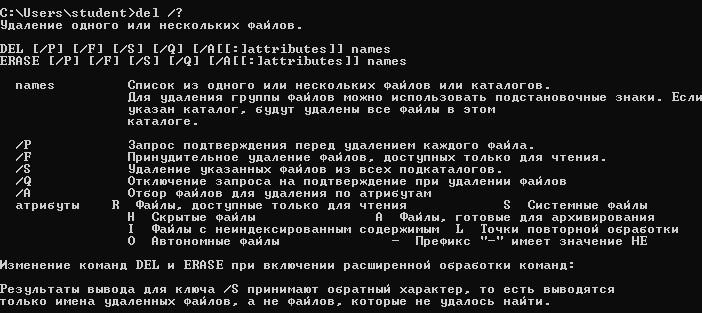 C:\Users\student>del /?
Удаление одного или нескольких файлов.
DEL [/P] [/F] [/S] [/Q] [/A[[:]attributes]] names
ERASE [/P] [/F] [/S] [/Q] [/A[[:]attributes]] names
names Список из одного или нескольких файлов или каталогов.
Для удаления группы файлов можно использовать подстановочные знаки. Если
указан каталог, будут удалены все файлы в этом
каталоге.
/P Запрос подтверждения перед удалением каждого файла.
/F Принудительное удаление файлов, доступных только для чтения.
/S Удаление указанных файлов из всех подкаталогов.
/Q Отключение запроса на подтверждение при удалении файлов
/A Отбор файлов для удаления по атрибутам
атрибуты R Файлы, доступные только для чтения S Системные файлы
H Скрытые файлы A Файлы, готовые для архивирования
I Файлы с неиндексированным содержимым L Точки повторной обработки
O Автономные файлы - Префикс "-" имеет значение НЕ
Изменение команд DEL и ERASE при включении расширенной обработки команд:
Результаты вывода для ключа /S принимают обратный характер, то есть выводятся
только имена удаленных файлов, а не файлов, которые не удалось найти.